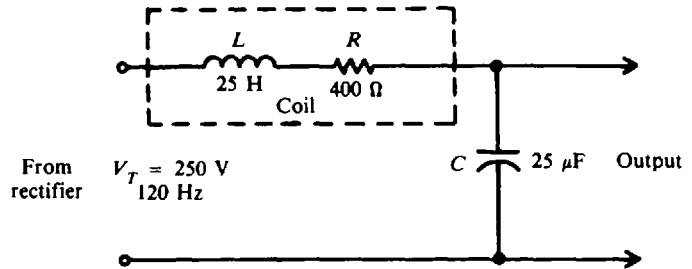 L
R
25 H
400 Ω
Coil
From rectifier
V_T = 250 V
120 Hz
C
25 μF
Output